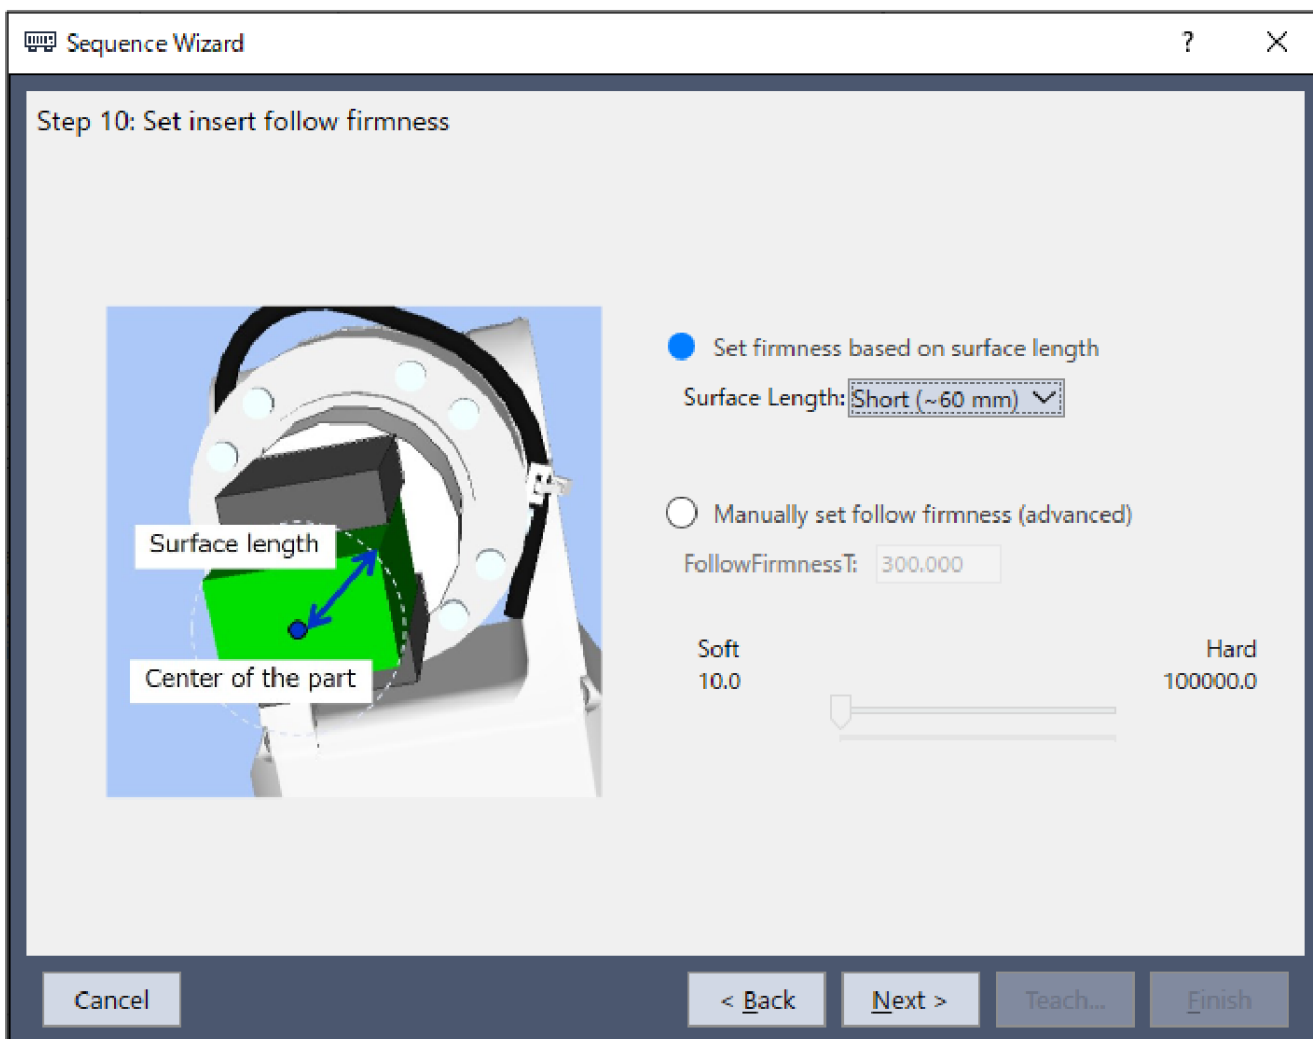 Sequence Wizard
?
Step 10: Set insert follow firmness
Surface length
Center of the part
Set firmness based on surface length
Surface Length: Short (~60 mm)
Manually set follow firmness (advanced)
FollowFirmnessT: 300.000
Soft Hard
10.0 100000.0
Cancel < Back Next > Teach... Finish